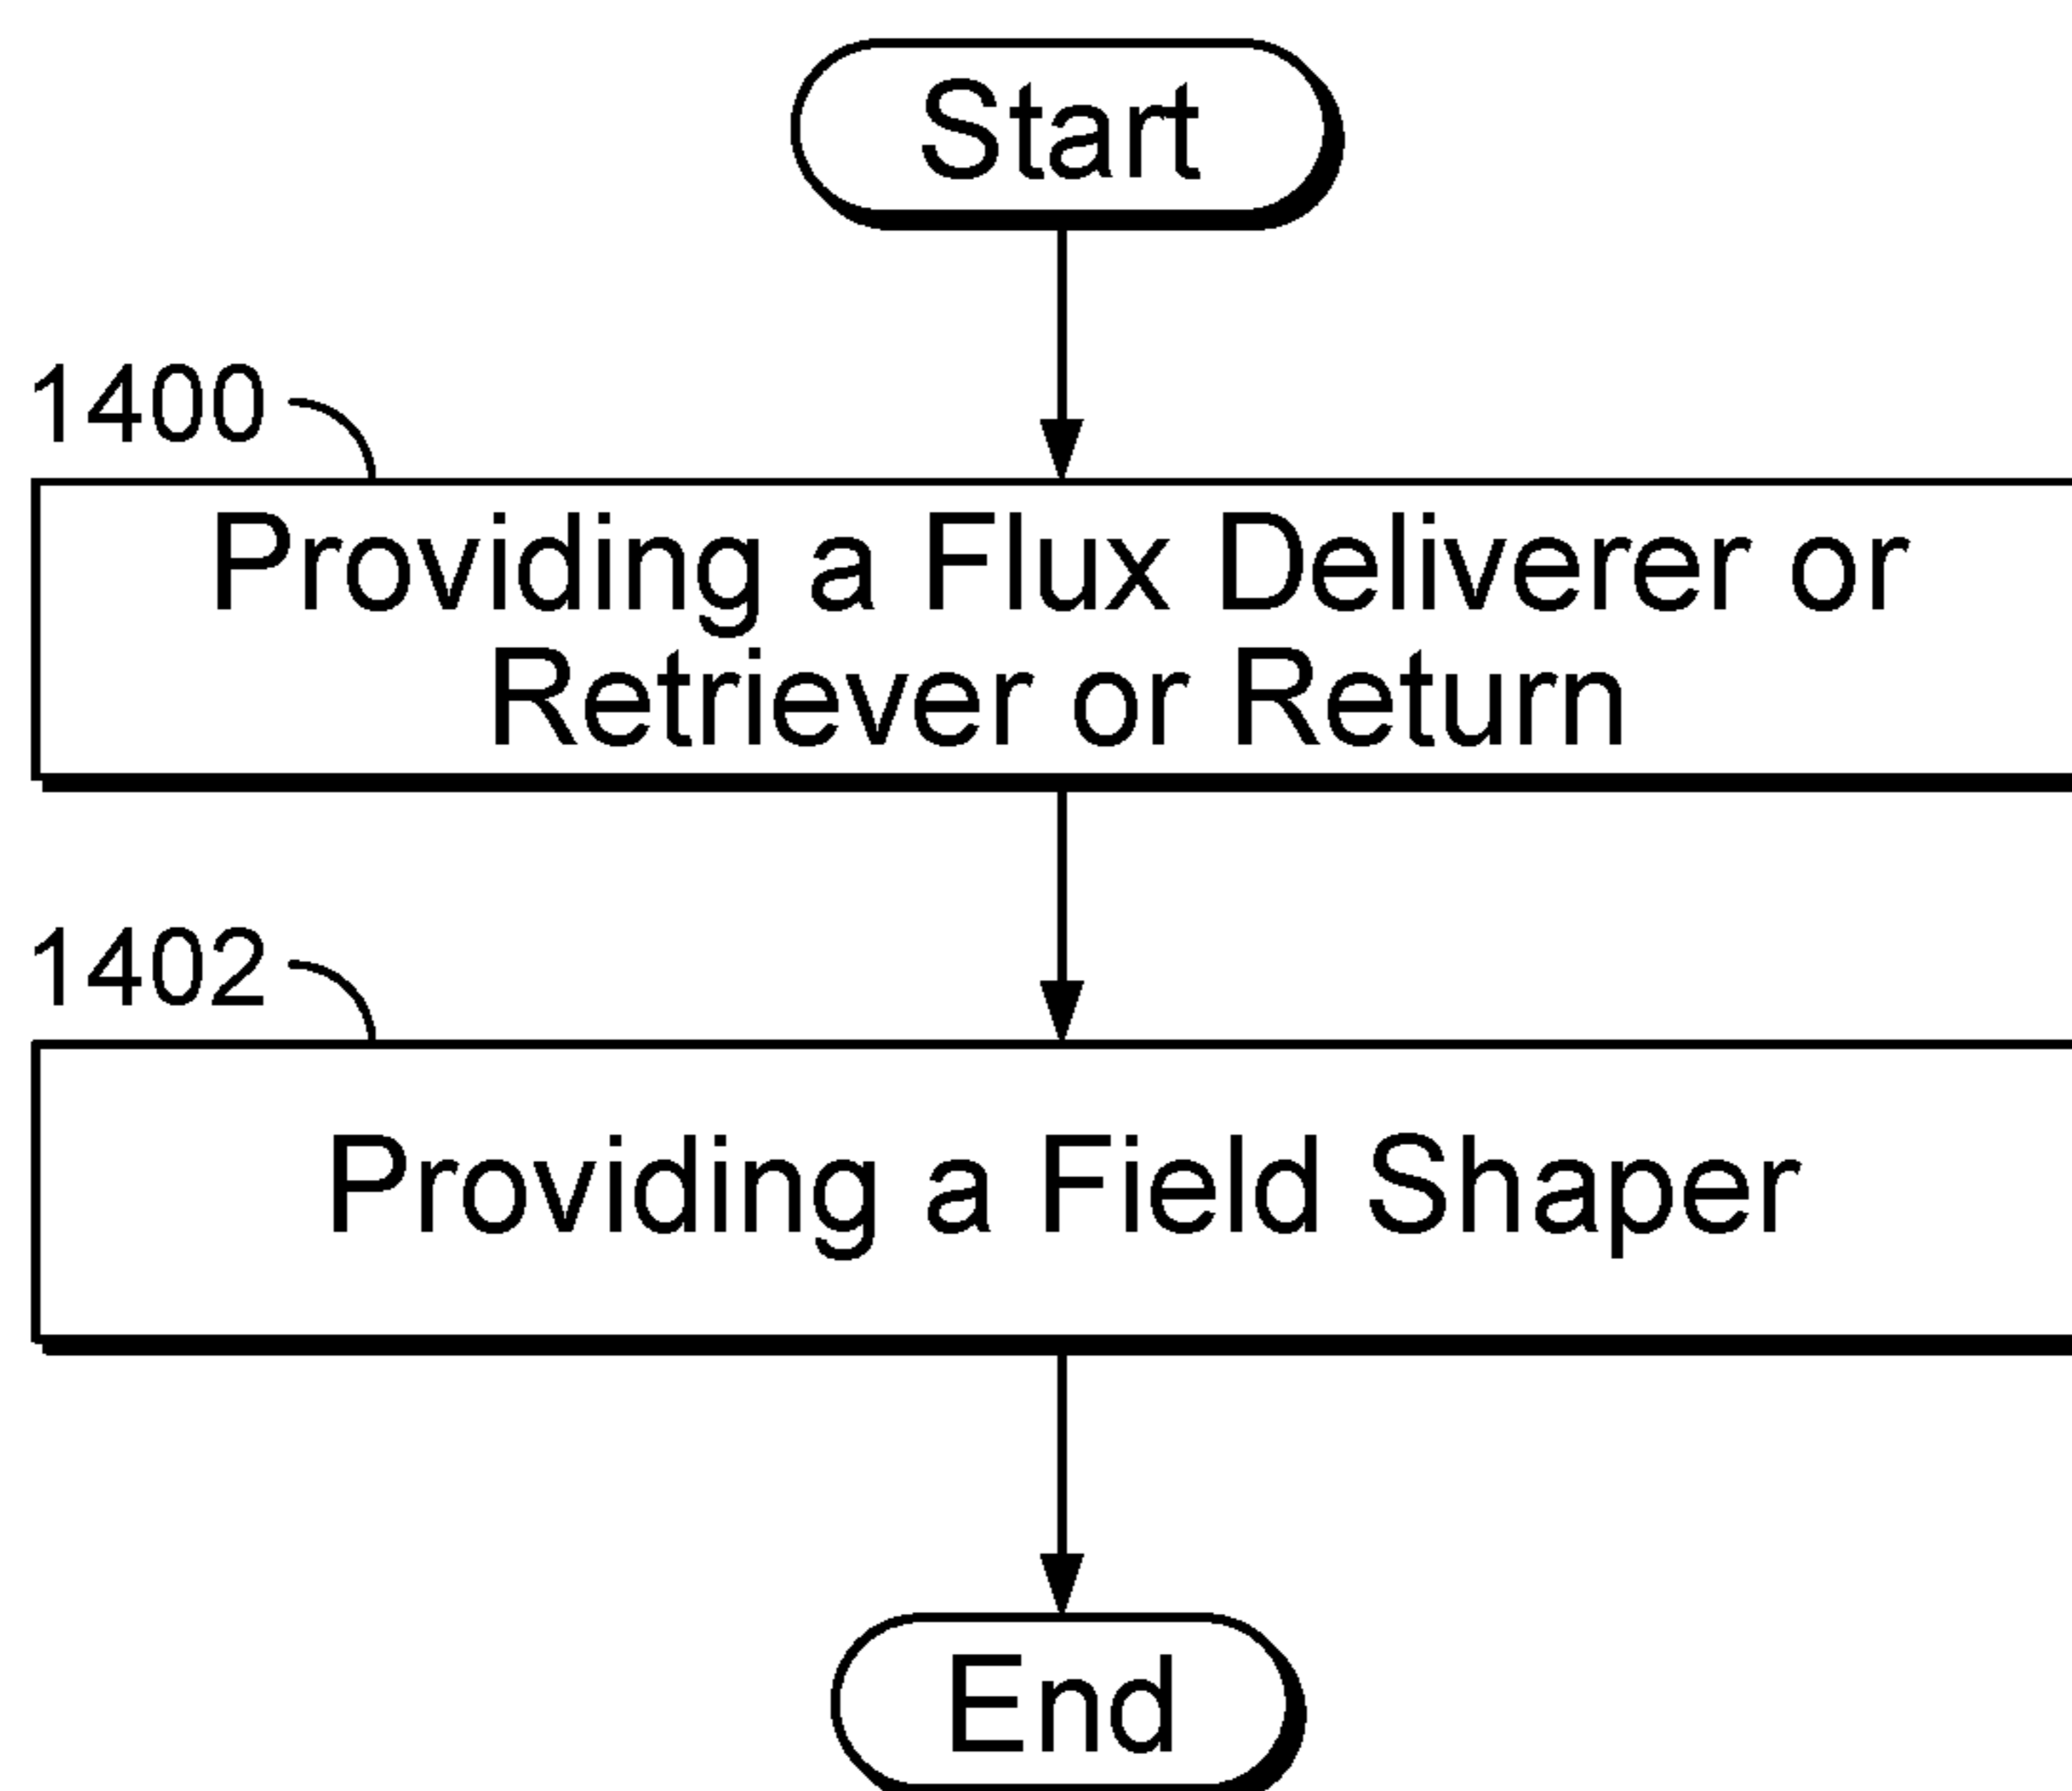 Start
1400
Providing a Flux Deliverer or
Retriever or Return
1402
Providing a Field Shaper
End